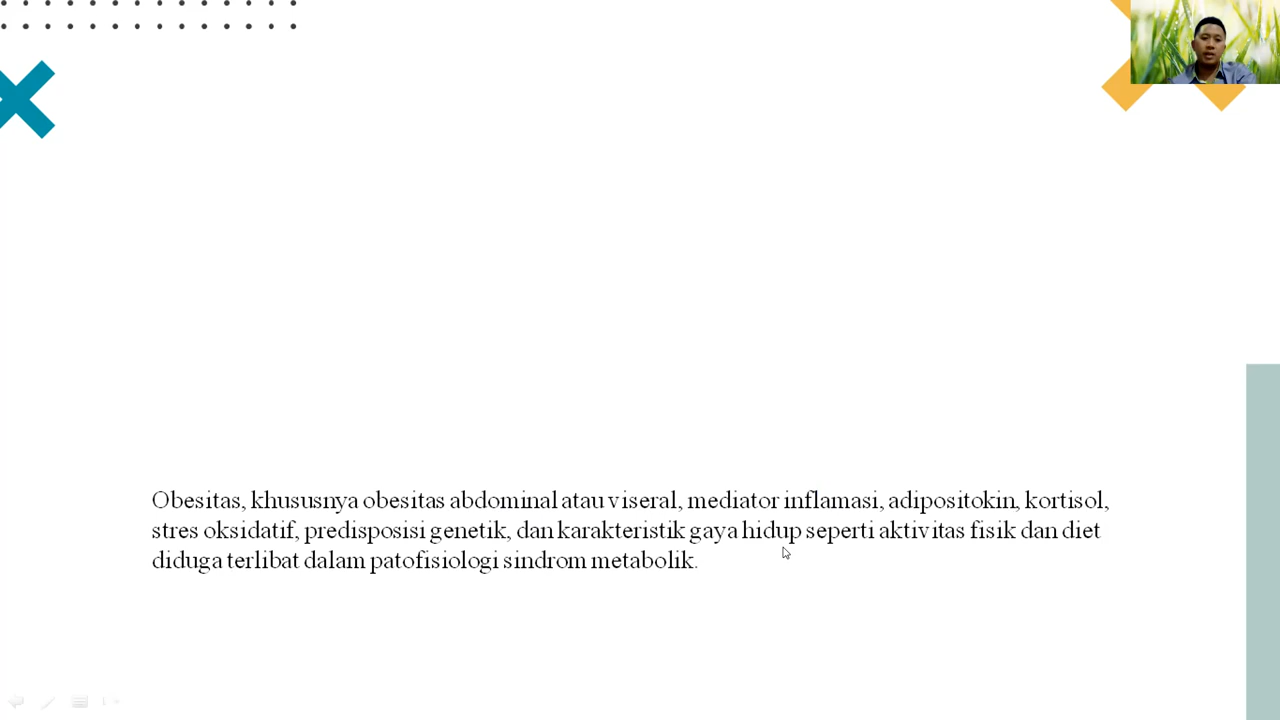 Obesitas, khususnya obesitas abdominal atau viseral, mediator inflamasi, adipositokin, kortisol,
stres oksidatif, predisposisi genetik, dan karakteristik gaya hidup seperti aktivitas fisik dan diet
diduga terlibat dalam patofisiologi sindrom metabolik.